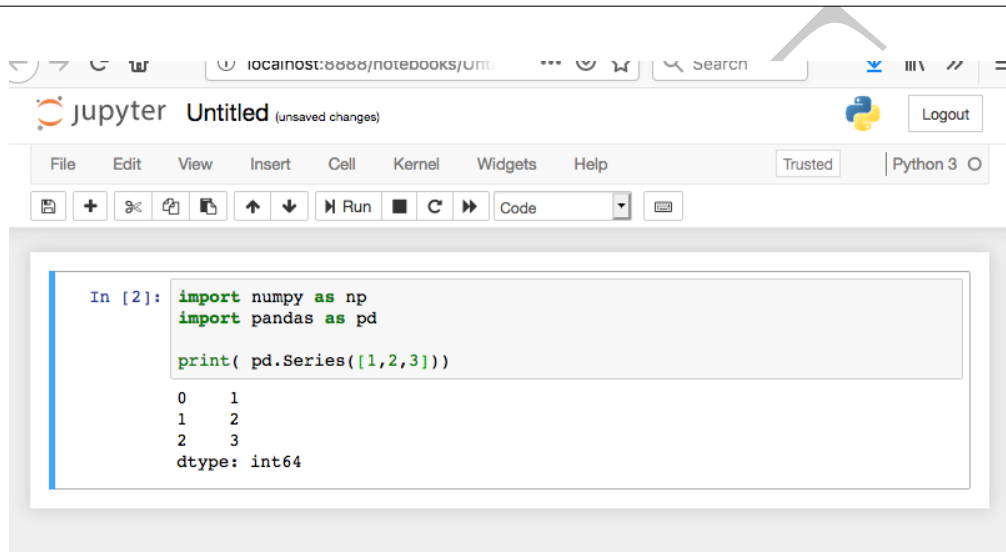 localhost:8888/notebooks/Unti ••• Search
jupyter Untitled (unsaved changes) Logout
File Edit View Insert Cell Kernel Widgets Help Trusted Python 3
Run Code
In [2]: import numpy as np
import pandas as pd
print( pd.Series([1,2,3]))
0 1
1 2
2 3
dtype: int64